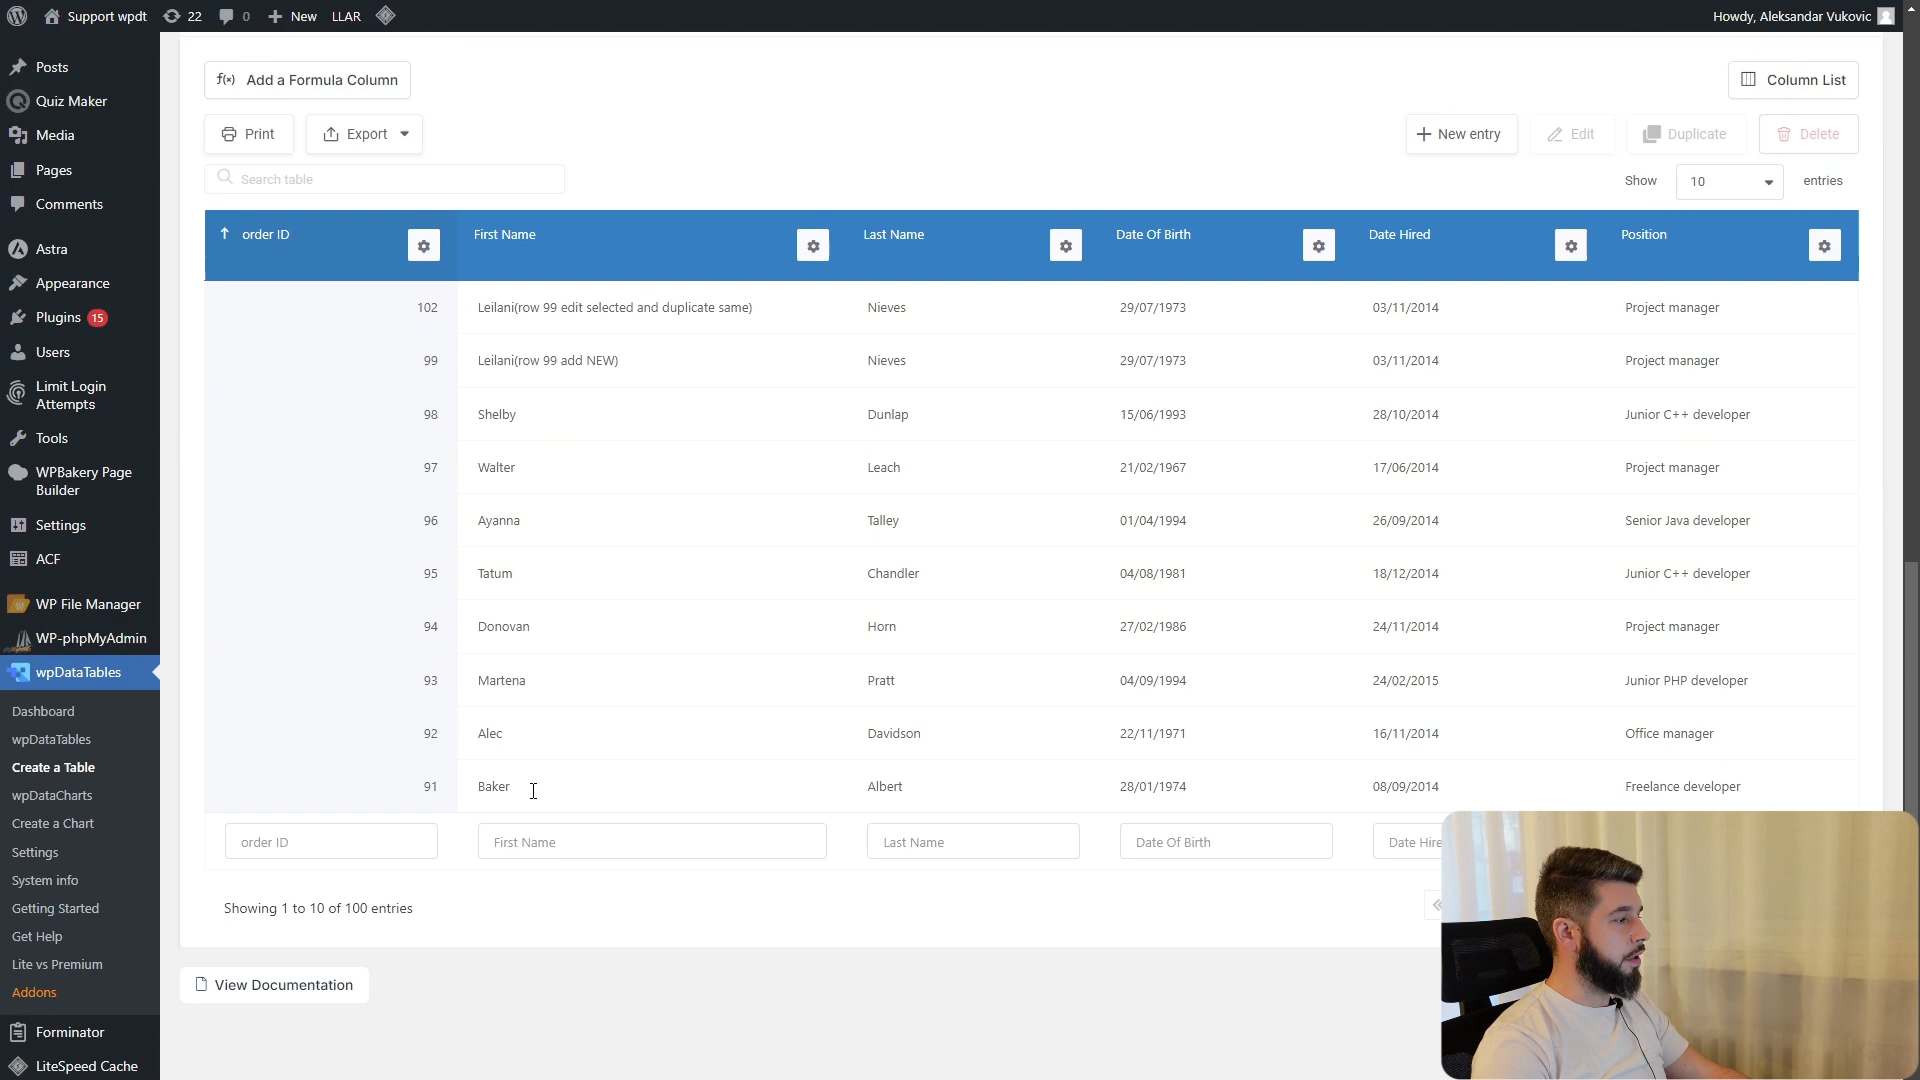 Support wpdt
22
0
New
LLAR
Howdy, Aleksandar Vukovic
Posts
Quiz Maker
Media
Pages
Comments
Astra
Appearance
Plugins 15
Users
Limit Login
Attempts
Tools
WPBakery Page
Builder
Settings
ACF
WP File Manager
WP-phpMyAdmin
wpDataTables
Dashboard
wpDataTables
Create a Table
wpDataCharts
Create a Chart
Settings
System info
Getting Started
Get Help
Lite vs Premium
Addons
Forminator
LiteSpeed Cache
f(x) Add a Formula Column
Column List
Print
Export
New entry
Edit
Duplicate
Delete
Search table
Show 10 entries
order ID First Name Last Name Date Of Birth Date Hired Position
102 Leilani(row 99 edit selected and duplicate same) Nieves 29/07/1973 03/11/2014 Project manager
99 Leilani(row 99 add NEW) Nieves 29/07/1973 03/11/2014 Project manager
98 Shelby Dunlap 15/06/1993 28/10/2014 Junior C++ developer
97 Walter Leach 21/02/1967 17/06/2014 Project manager
96 Ayanna Talley 01/04/1994 26/09/2014 Senior Java developer
95 Tatum Chandler 04/08/1981 18/12/2014 Junior C++ developer
94 Donovan Horn 27/02/1986 24/11/2014 Project manager
93 Martena Pratt 04/09/1994 24/02/2015 Junior PHP developer
92 Alec Davidson 22/11/1971 16/11/2014 Office manager
91 Baker Albert 28/01/1974 08/09/2014 Freelance developer
order ID First Name Last Name Date Of Birth Date Hire
Showing 1 to 10 of 100 entries
«
View Documentation